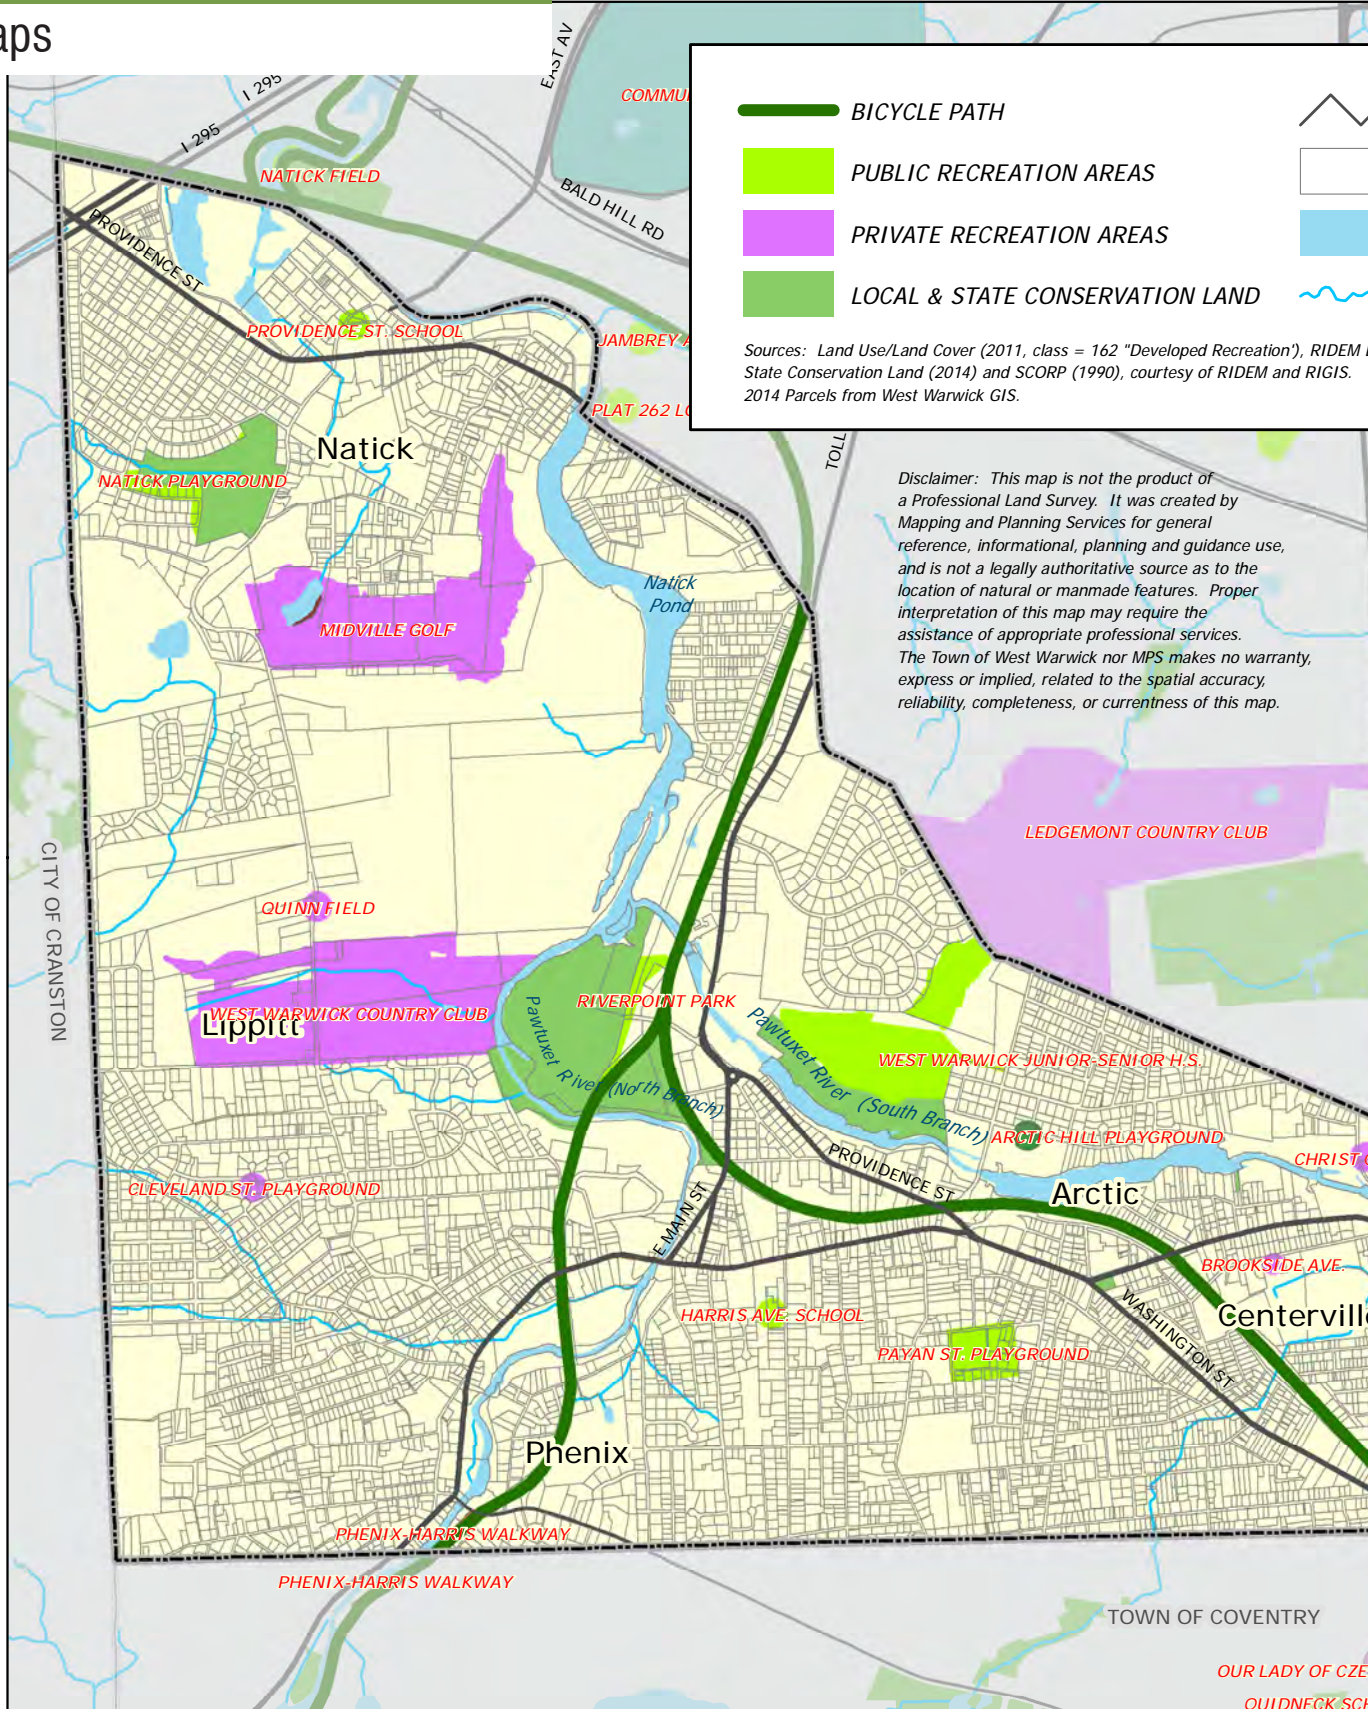 aps
EAST AV
I 295
I 295
BICYCLE PATH
PUBLIC RECREATION AREAS
PRIVATE RECREATION AREAS
LOCAL & STATE CONSERVATION LAND
Sources: Land Use/Land Cover (2011, class = 162 "Developed Recreation'), RIDEM
State Conservation Land (2014) and SCORP (1990), courtesy of RIDEM and RIGIS.
2014 Parcels from West Warwick GIS.
NATICK FIELD
BALD HILL RD
PROVIDENCE ST
PROVIDENCE ST. SCHOOL
JAMBREY
PLAT 262
TOLL
Natick
NATICK PLAYGROUND
Disclaimer: This map is not the product of
a Professional Land Survey. It was created by
Mapping and Planning Services for general
reference, informational, planning and guidance use,
and is not a legally authoritative source as to the
location of natural or manmade features. Proper
interpretation of this map may require the
assistance of appropriate professional services.
The Town of West Warwick nor MPS makes no warranty,
express or implied, related to the spatial accuracy,
reliability, completeness, or currentness of this map.
Natick
Pond
MIDVILLE GOLF
LEDGEMONT COUNTRY CLUB
CITY OF CRANSTON
QUINN FIELD
RIVERPOINT PARK
WEST WARWICK COUNTRY CLUB
Lippitt
Pawtuxet River (North Branch)
Pawtuxet River (South Branch)
WEST WARWICK JUNIOR-SENIOR H.S.
ARCTIC HILL PLAYGROUND
CHRIST
PROVIDENCE ST
CLEVELAND ST. PLAYGROUND
Arctic
E MAIN ST
BROOKSIDE AVE.
HARRIS AVE. SCHOOL
WASHINGTON ST
Centerville
PAYAN ST. PLAYGROUND
Phenix
PHENIX-HARRIS WALKWAY
PHENIX-HARRIS WALKWAY
TOWN OF COVENTRY
OUR LADY OF CZE
QUIDNECK SCH